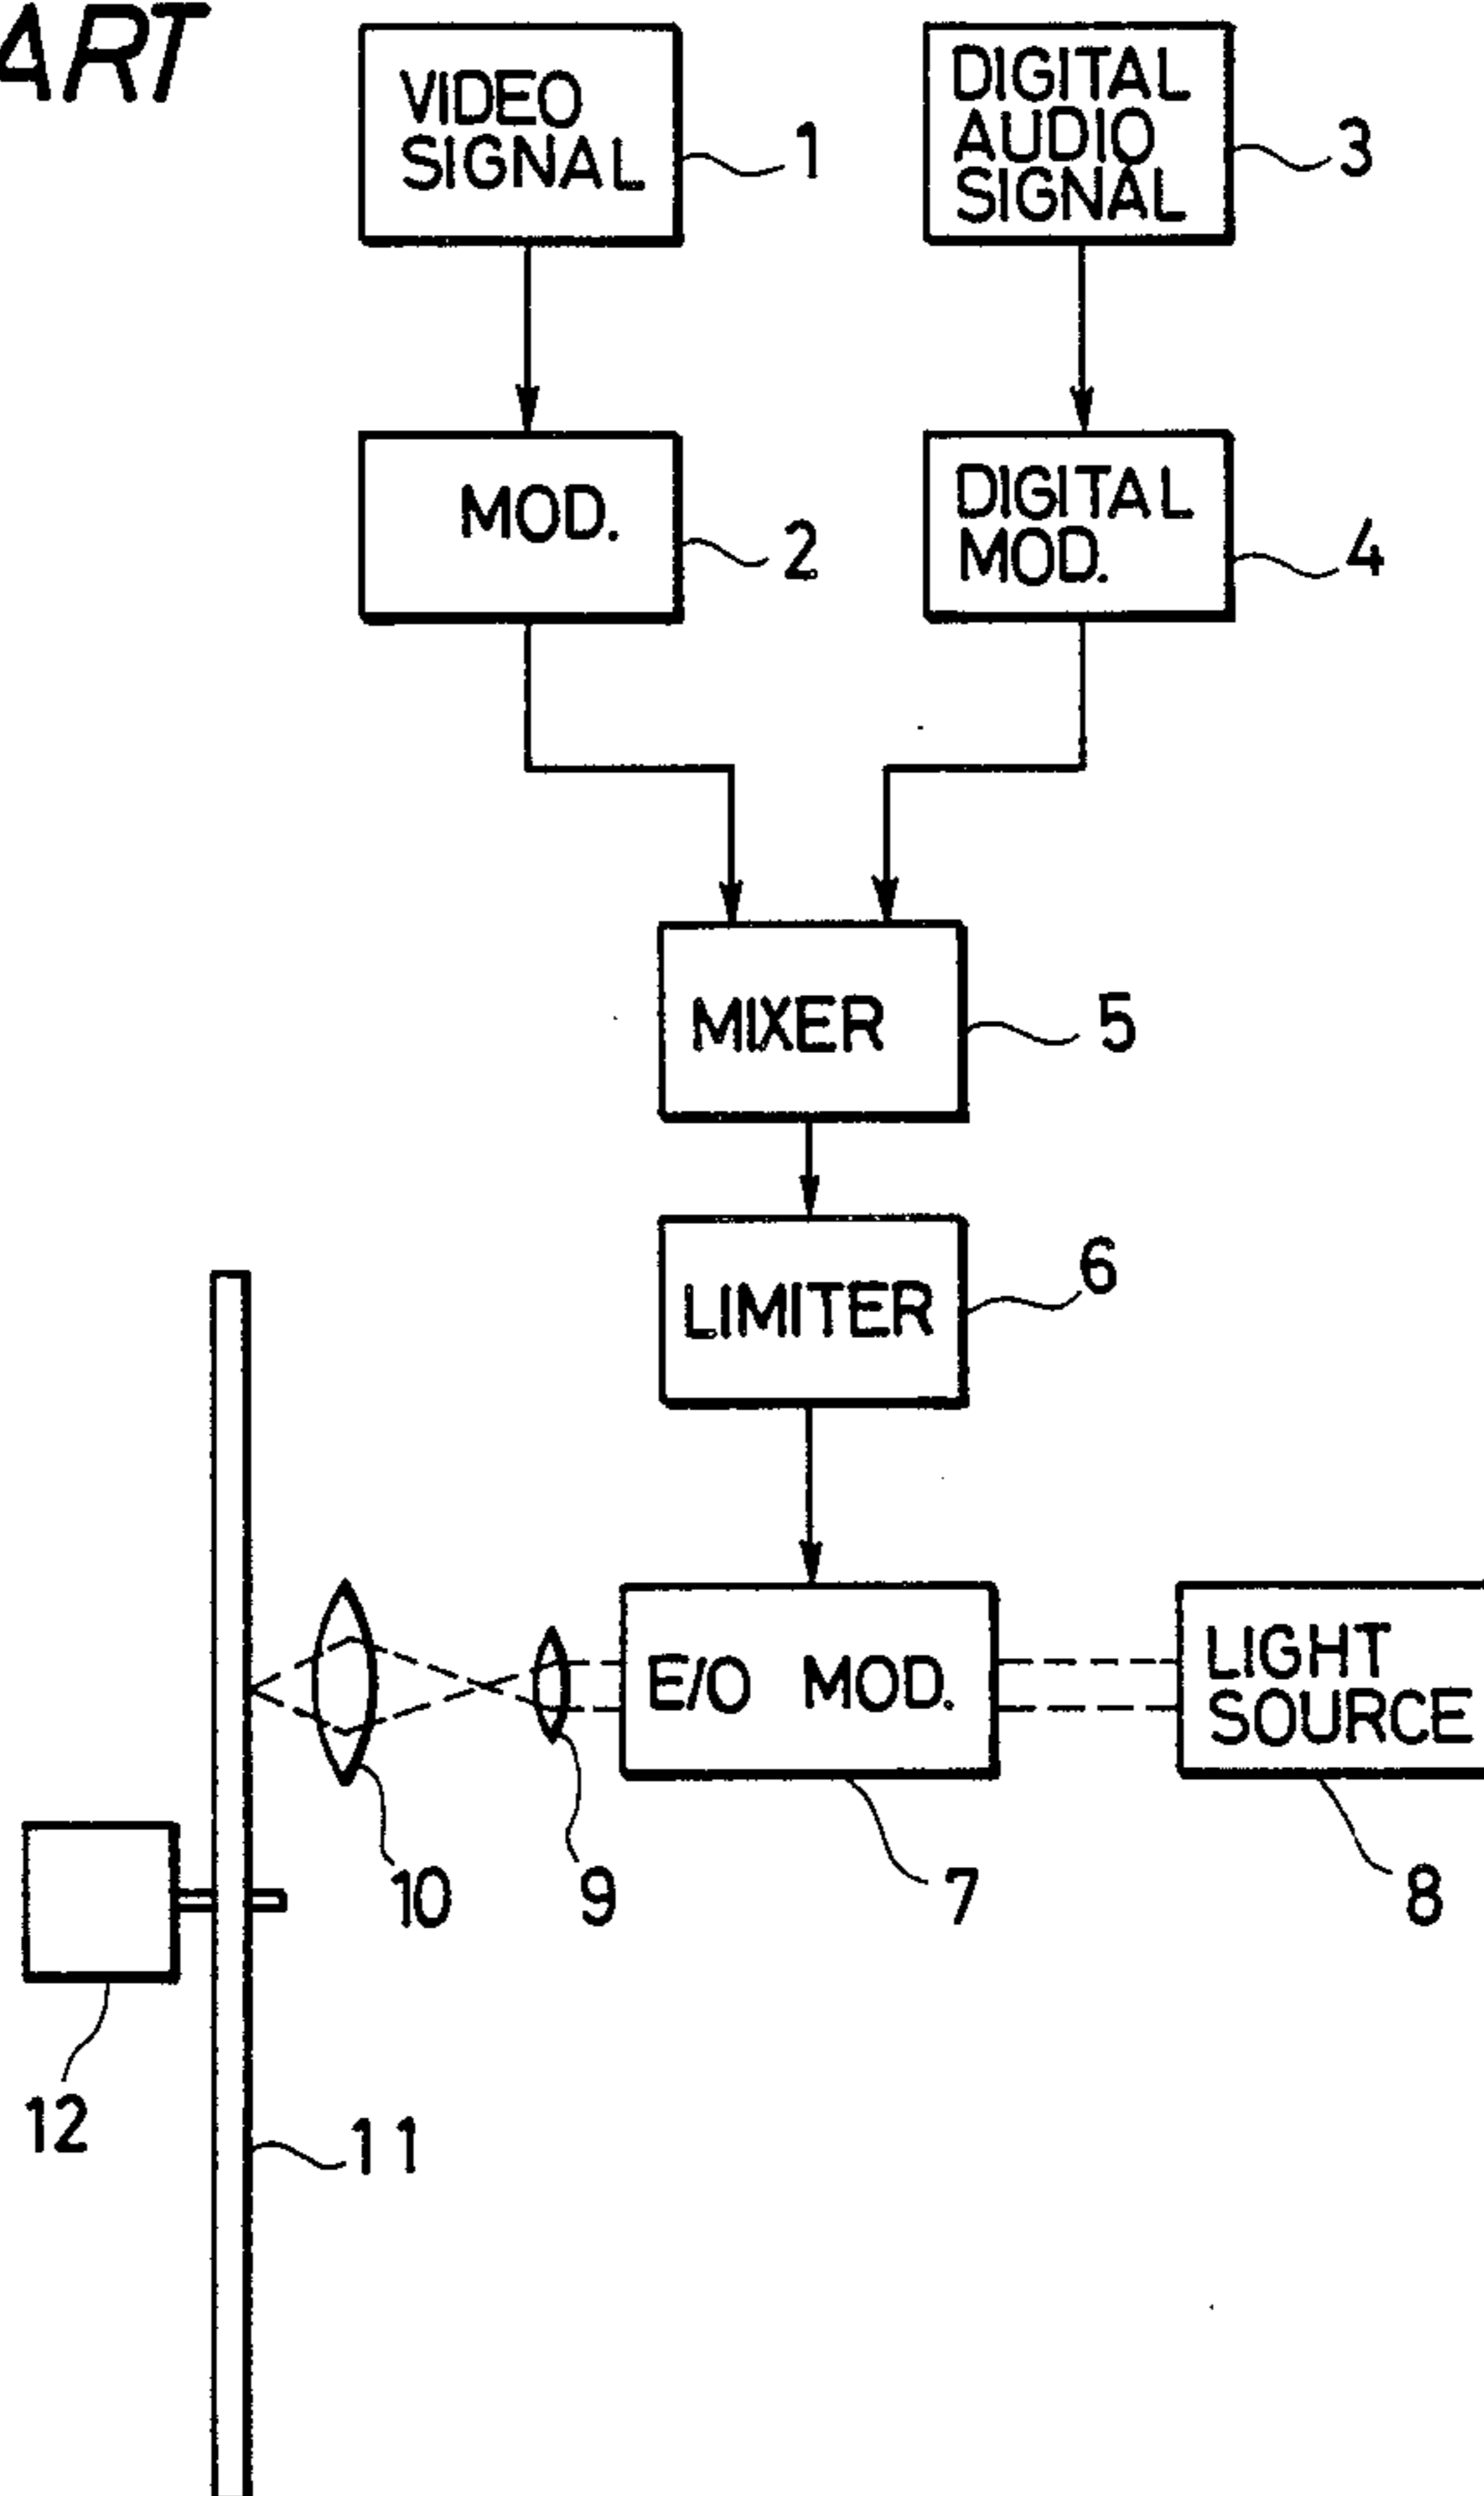 ART
VIDEO
SIGNAL
1
DIGITAL
AUDIO
SIGNAL
3
MOD.
2
DIGITAL
MOD.
4
MIXER
5
LIMITER
6
E/O MOD.
LIGHT
SOURCE
10
9
7
8
12
11